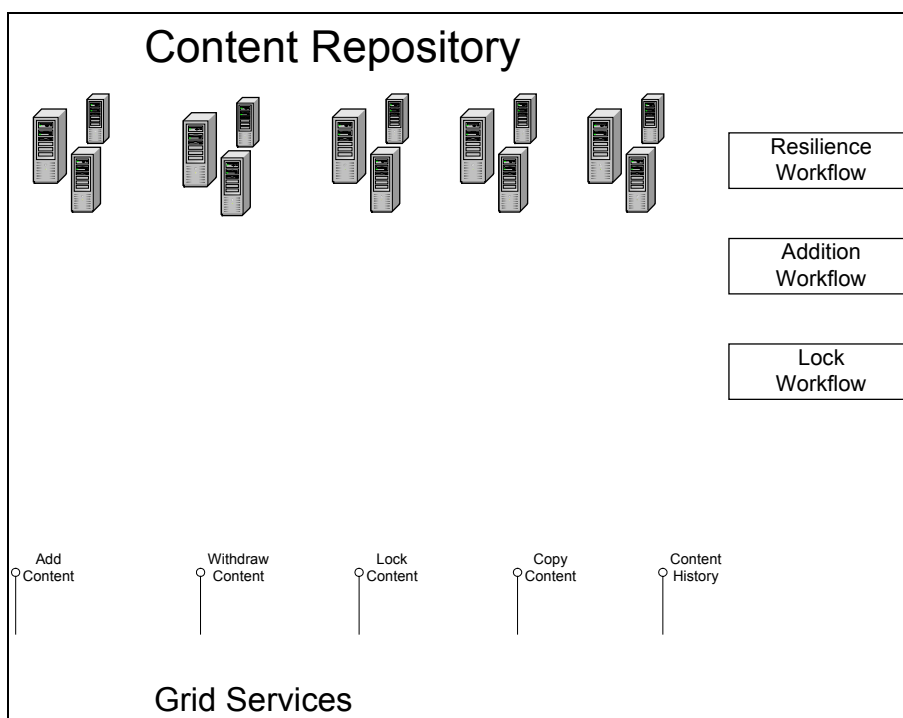 Content Repository
Resilience
Workflow
Addition
Workflow
Lock
Workflow
Add
Content
Withdraw
Content
Lock
Content
Copy
Content
Content
History
Grid Services